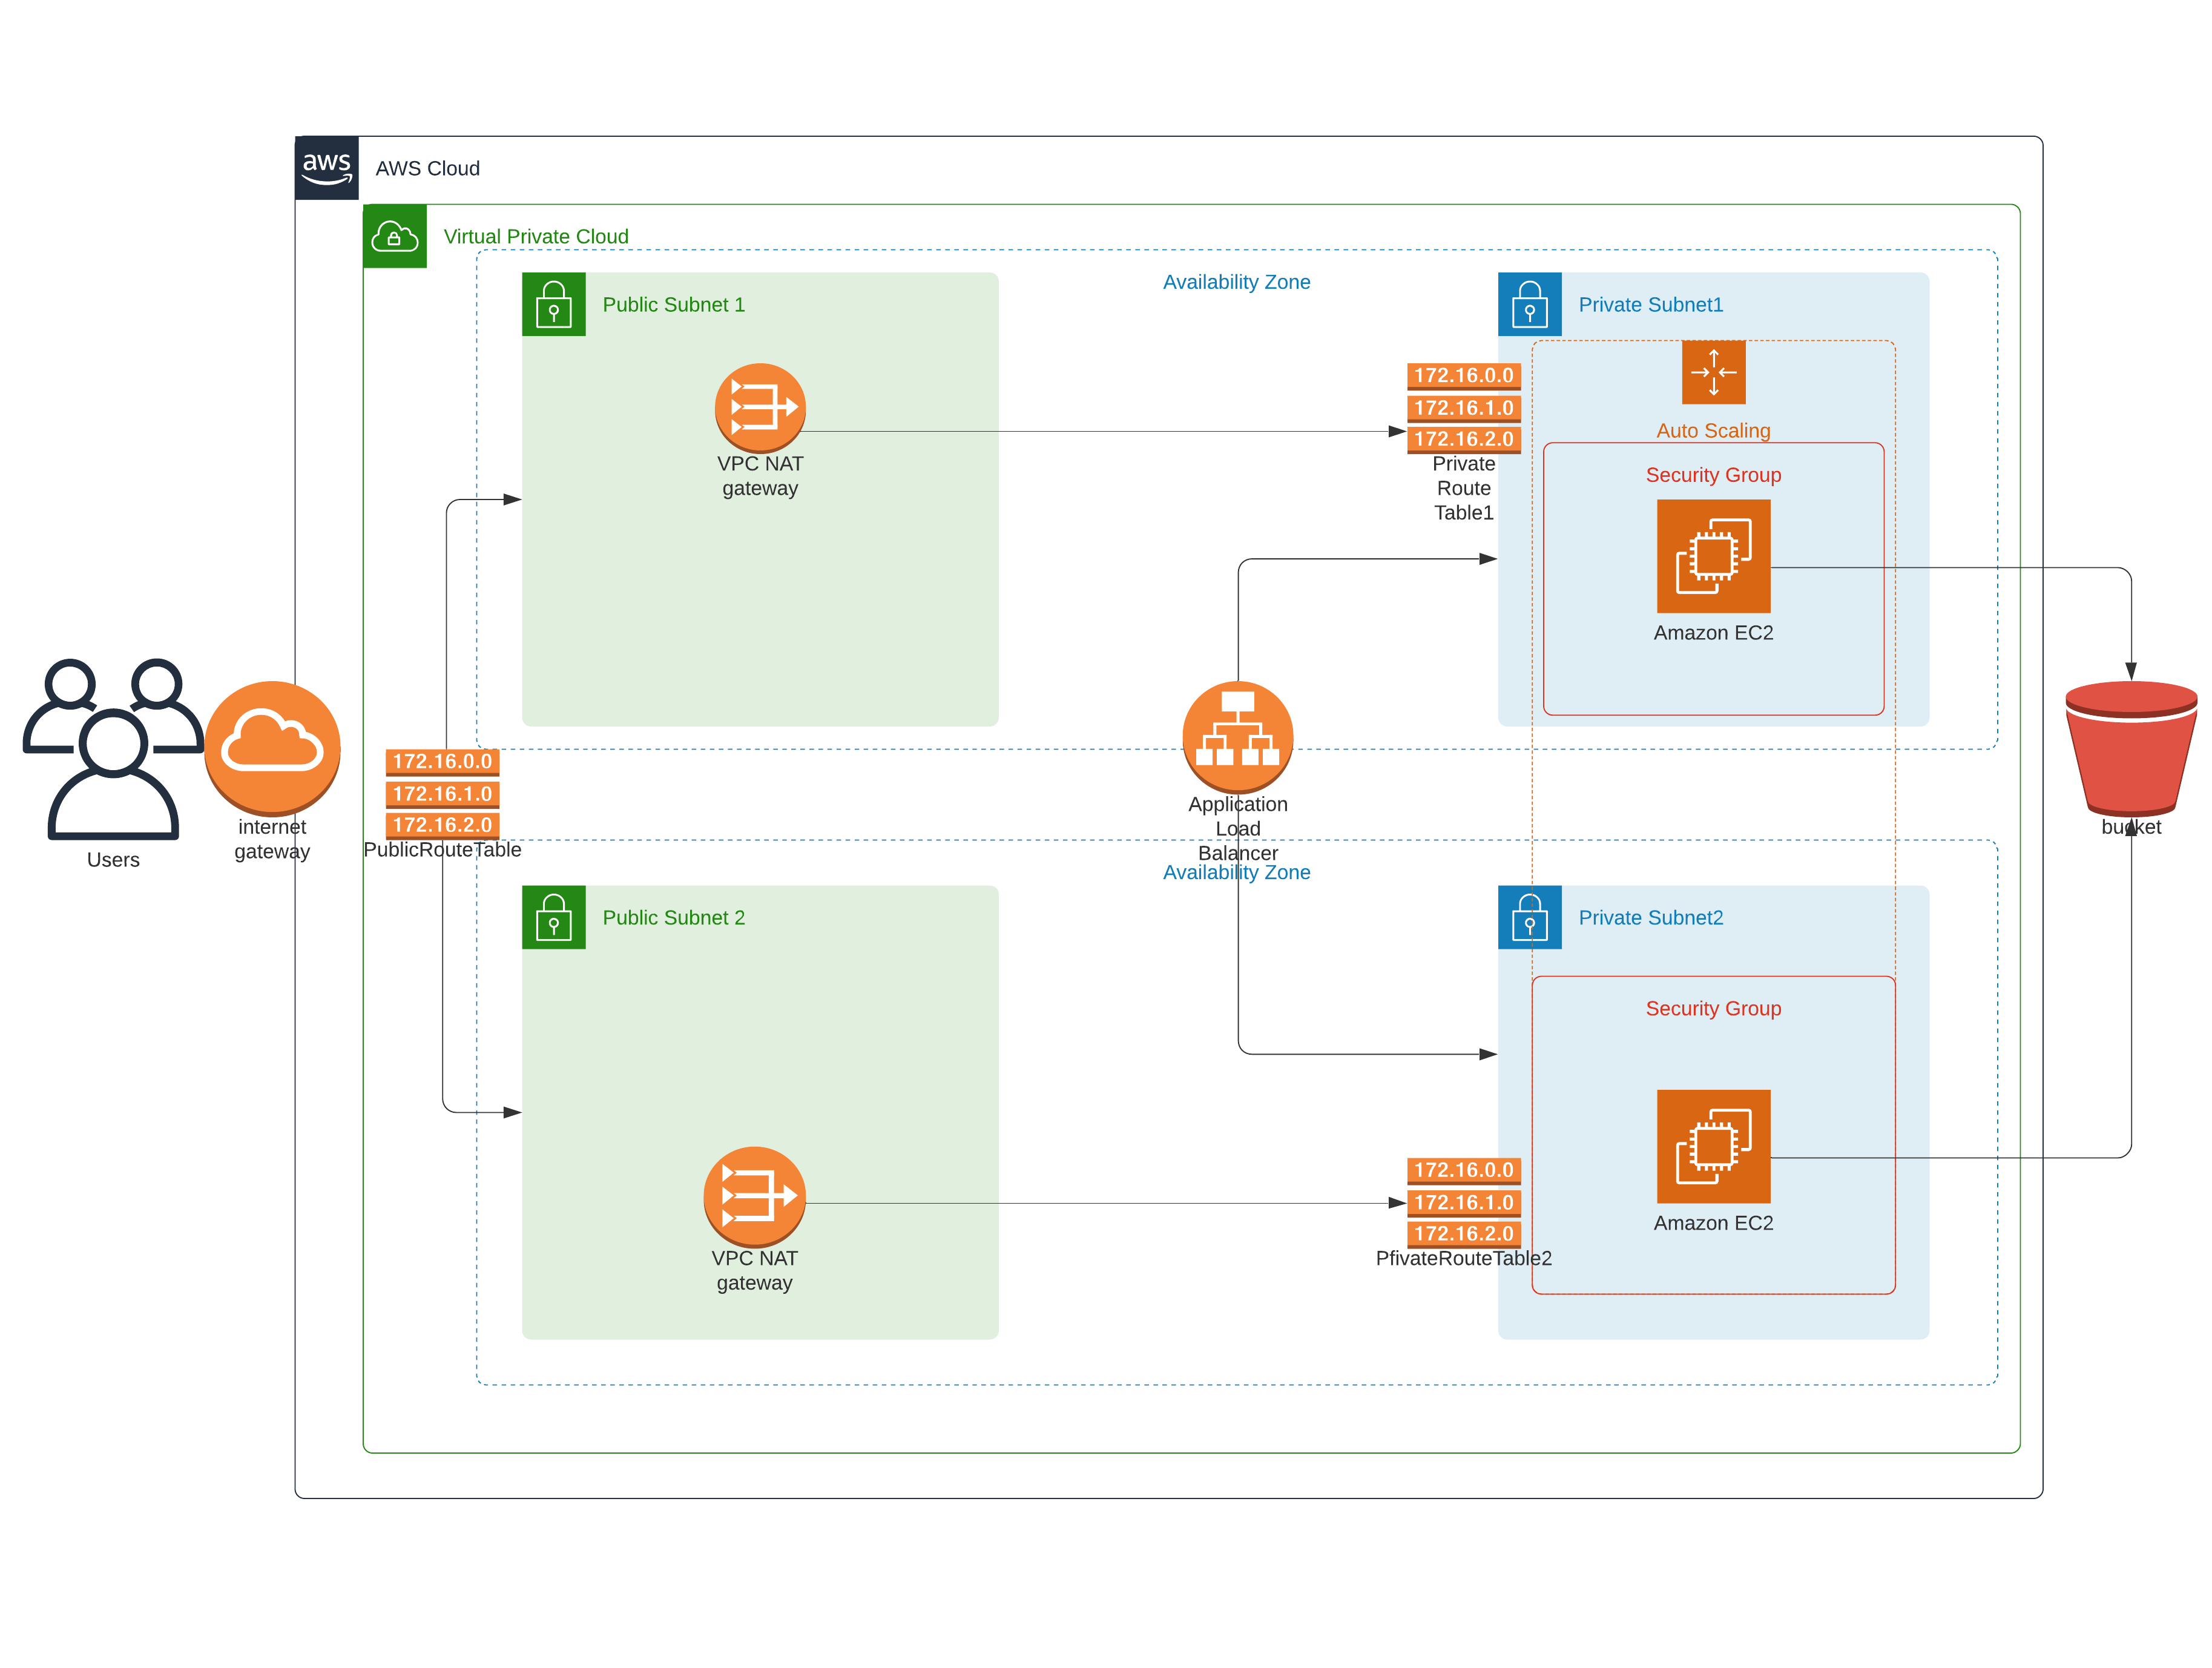 aws
AWS Cloud
Virtual Private Cloud
Availability Zone
Public Subnet 1
Private Subnet1
VPC NAT
gateway
172.16.0.0
172.16.1.0
172.16.2.0
Private
Route
Table1
Auto Scaling
Security Group
Amazon EC2
Users
internet
gateway
172.16.0.0
172.16.1.0
172.16.2.0
PublicRouteTable
Application
Load
Balancer
bucket
Availability Zone
Public Subnet 2
Private Subnet2
Security Group
VPC NAT
gateway
172.16.0.0
172.16.1.0
172.16.2.0
PfivateRouteTable2
Amazon EC2